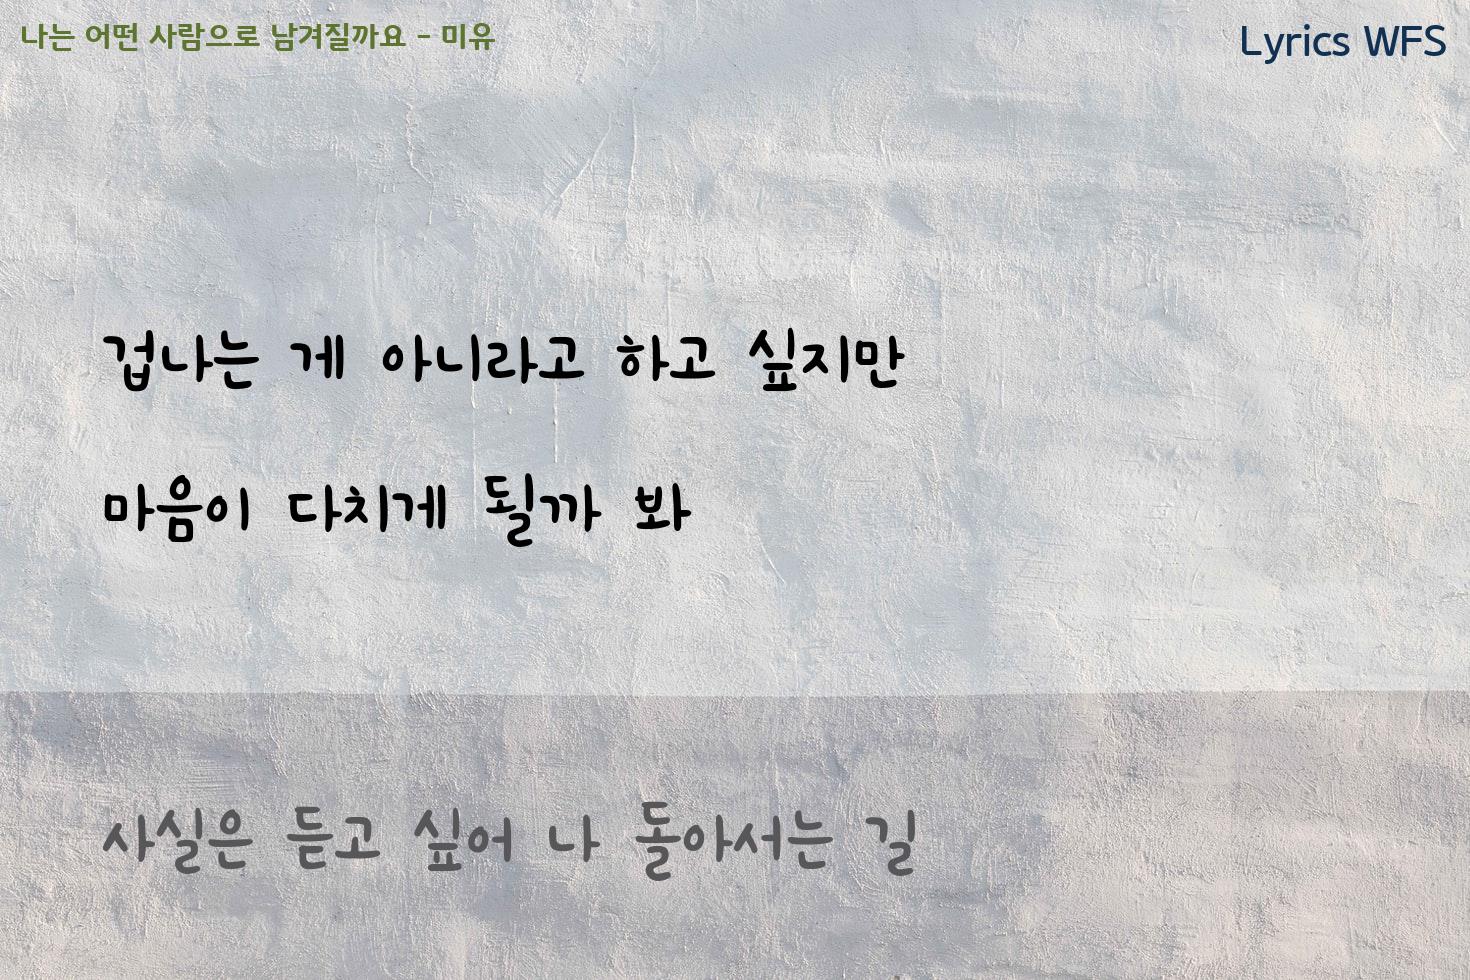 나는 어떤 사람으로 남겨질까요 - 미유
Lyrics WFS
겁나는 게 아니라고 하고 싶지만
마음이 다치게 될까 봐
사실은 듣고 싶어 나 돌아서는 길